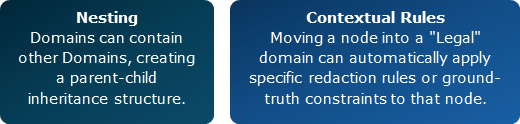 Nesting
Domains can contain
other Domains, creating
a parent-child
inheritance structure.
Contextual Rules
Moving a node into a "Legal"
domain can automatically apply
specific redaction rules or ground-
truth constraints to that node.